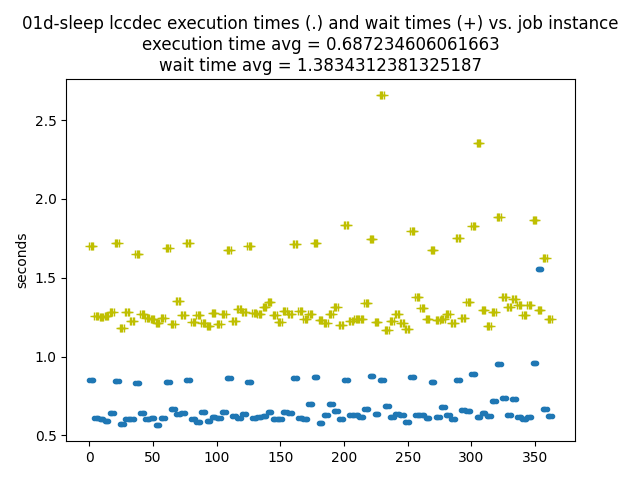 01d-sleep lccdec execution times (.) and wait times (+) vs. job instance
execution time avg = 0.687234606061663
wait time avg = 1.3834312381325187
2.5
2.0
1.5
1.0
0.5
seconds
0 50 100 150 200 250 300 350